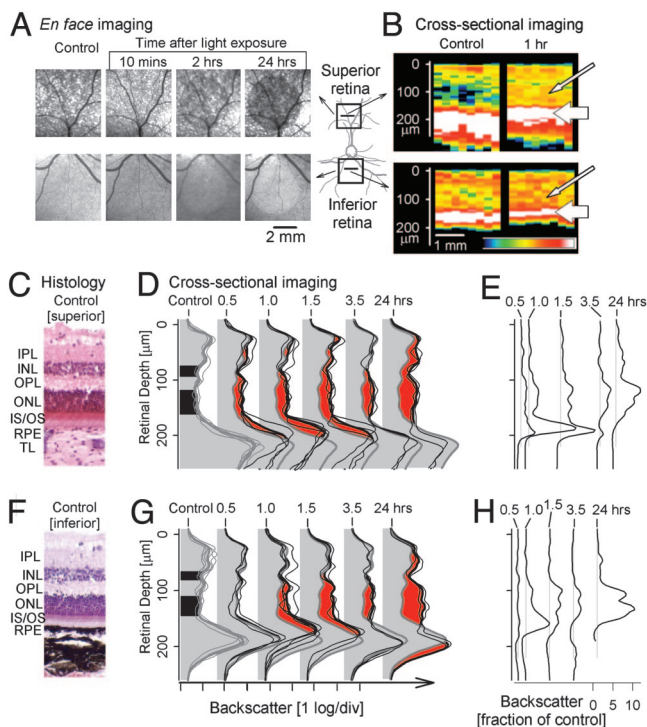 A En face imaging
Control
Time after light exposure
10 mins 2 hrs 24 hrs
Superior
retina
Inferior
retina
2 mm
B Cross-sectional imaging
Control 1 hr
0
100
200
μm
0
100
200
μm
1 mm
C Histology
Control
[superior]
IPL
INL
OPL
ONL
IS/OS
RPE
TL
D Cross-sectional imaging
Control 0.5 1.0 1.5 3.5 24 hrs
Retinal Depth [μm]
0
100
200
E
0.5 1.0 1.5 3.5 24 hrs
F
Control
[inferior]
IPL
INL
OPL
ONL
IS/OS
RPE
G
Control 0.5 1.0 1.5 3.5 24 hrs
Retinal Depth [μm]
0
100
200
Backscatter [1 log/div]
H
0.5 1.0 1.5 3.5 24 hrs
Backscatter 0 5 10
[fraction of control]